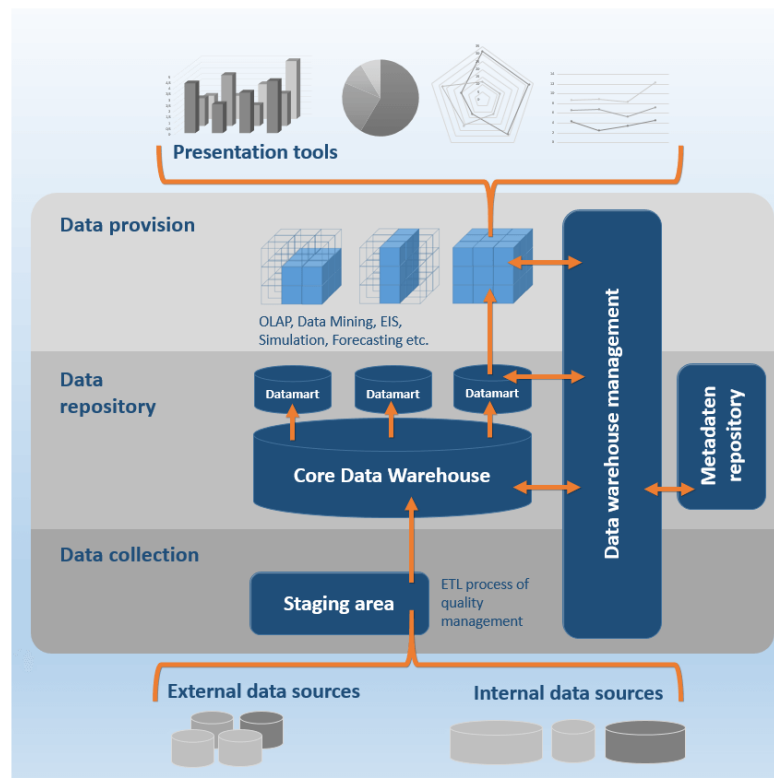 Presentation tools
Data provision
OLAP, Data Mining, EIS,
Simulation, Forecasting etc.
Data
repository
Datamart
Datamart
Datamart
Core Data Warehouse
Data warehouse management
Metadaten
repository
Data collection
Staging area
ETL process of
quality
management
External data sources
Internal data sources